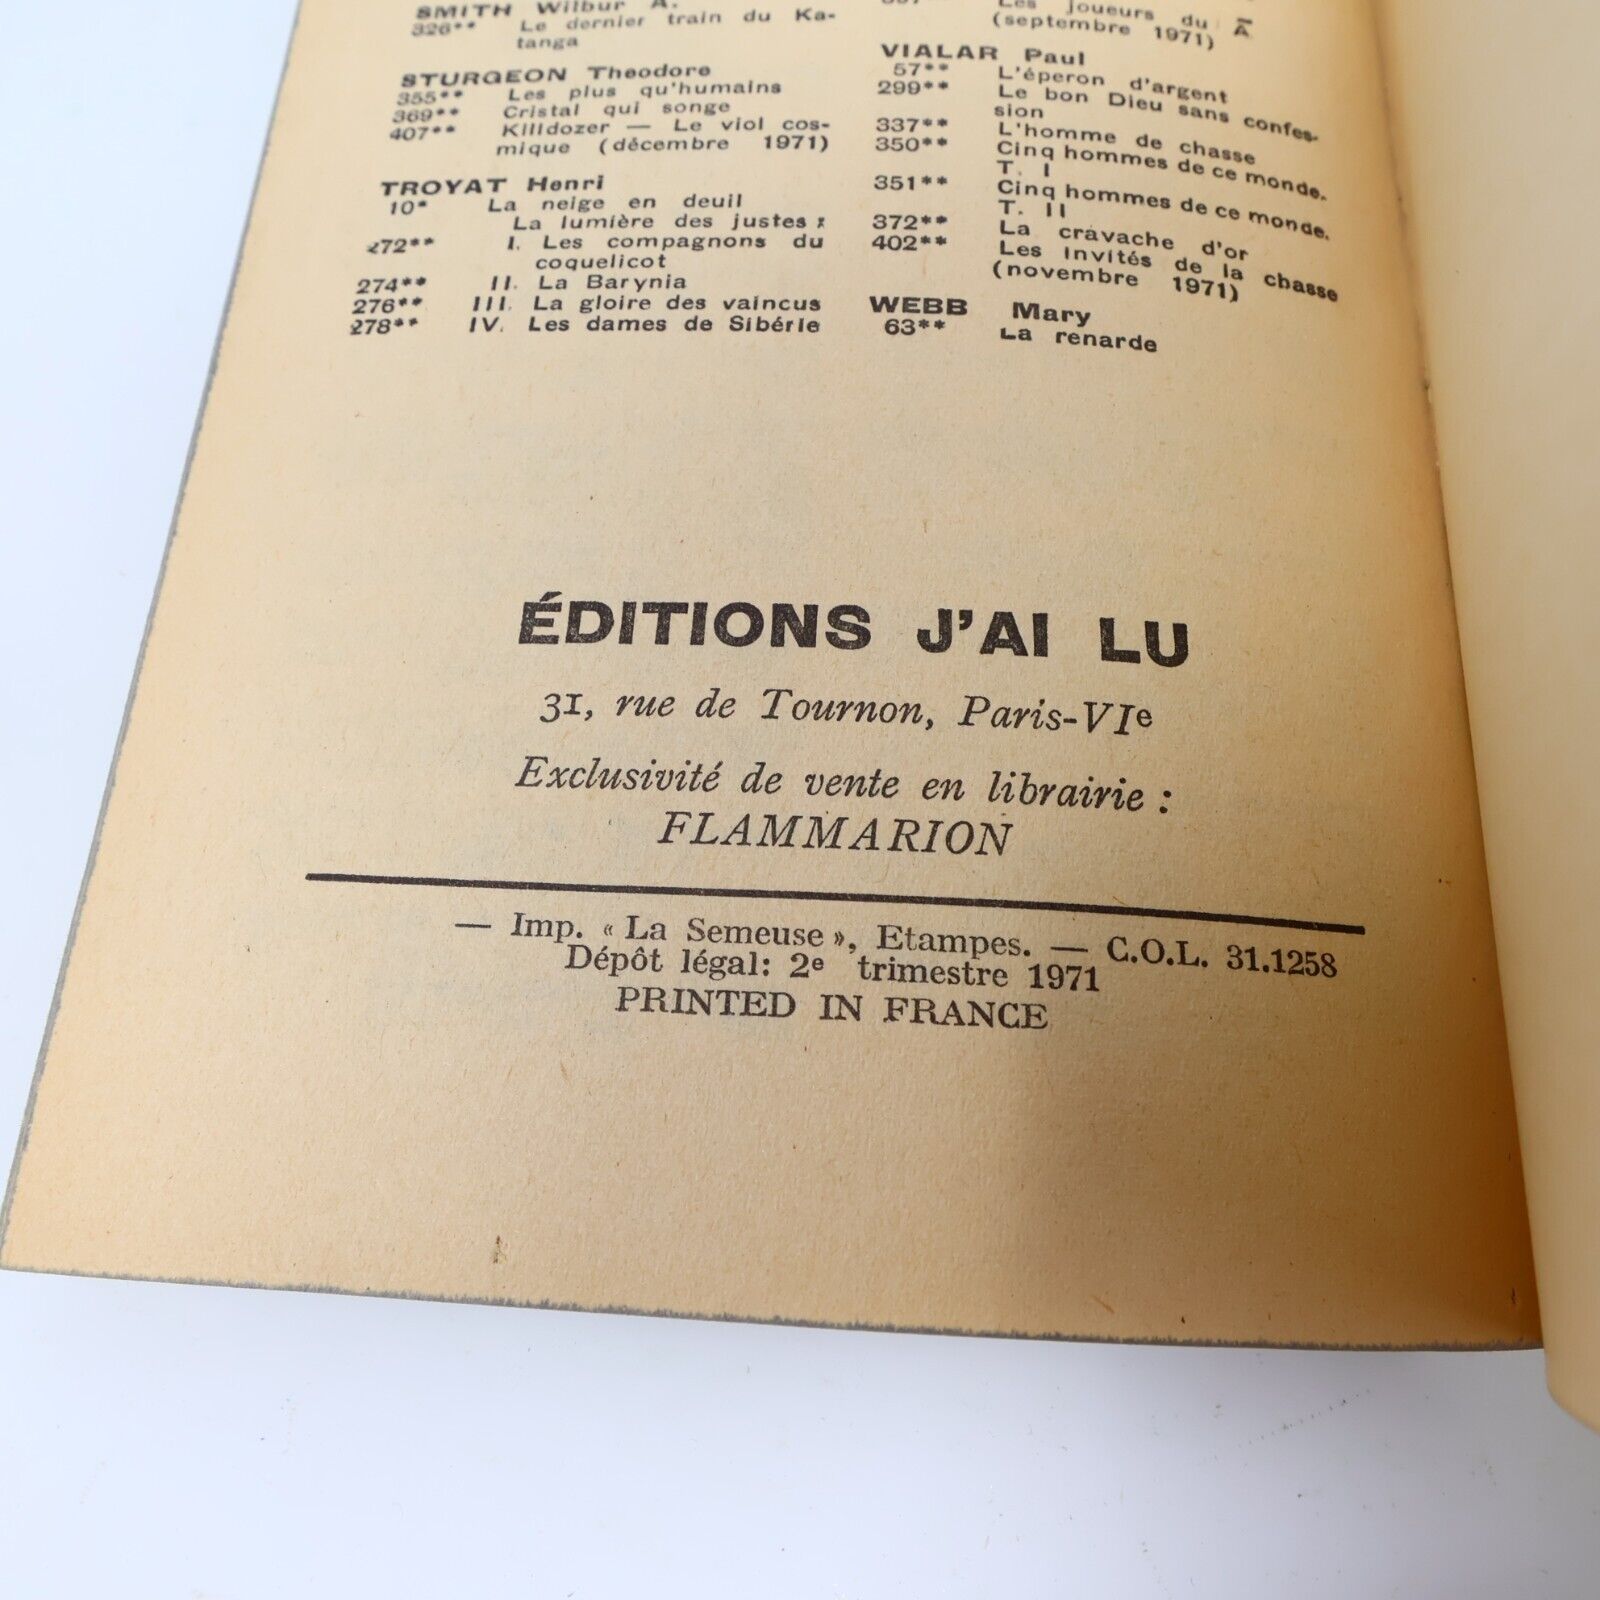 SMITH Wilbur A.
326** Le dernier train du Ka-
tanga
STURGEON Theodore
355** Les plus qu'humains
369** Cristal qui songe
407** Killdozer — Le viol cos-
mique (décembre 1971)
TROYAT Henri
10* La neige en deuil
La lumière des justes :
272** I. Les compagnons du
coquelicot
274** II. La Barynia
276** III. La gloire des vaincus
278** IV. Les dames de Sibérie
Les joueurs du Ā
(septembre 1971)
VIALAR Paul
57** L'éperon d'argent
299** Le bon Dieu sans confes-
sion
337** L'homme de chasse
350** Cinq hommes de ce monde.
T. I
351** Cinq hommes de ce monde.
T. II
372** La cravache d'or
402** Les invités de la chasse
(novembre 1971)
WEBB Mary
63** La renarde
ÉDITIONS J'AI LU
31, rue de Tournon, Paris-VIe
Exclusivité de vente en librairie :
FLAMMARION
— Imp. « La Semeuse », Etampes. — C.O.L. 31.1258
Dépôt légal: 2e trimestre 1971
PRINTED IN FRANCE